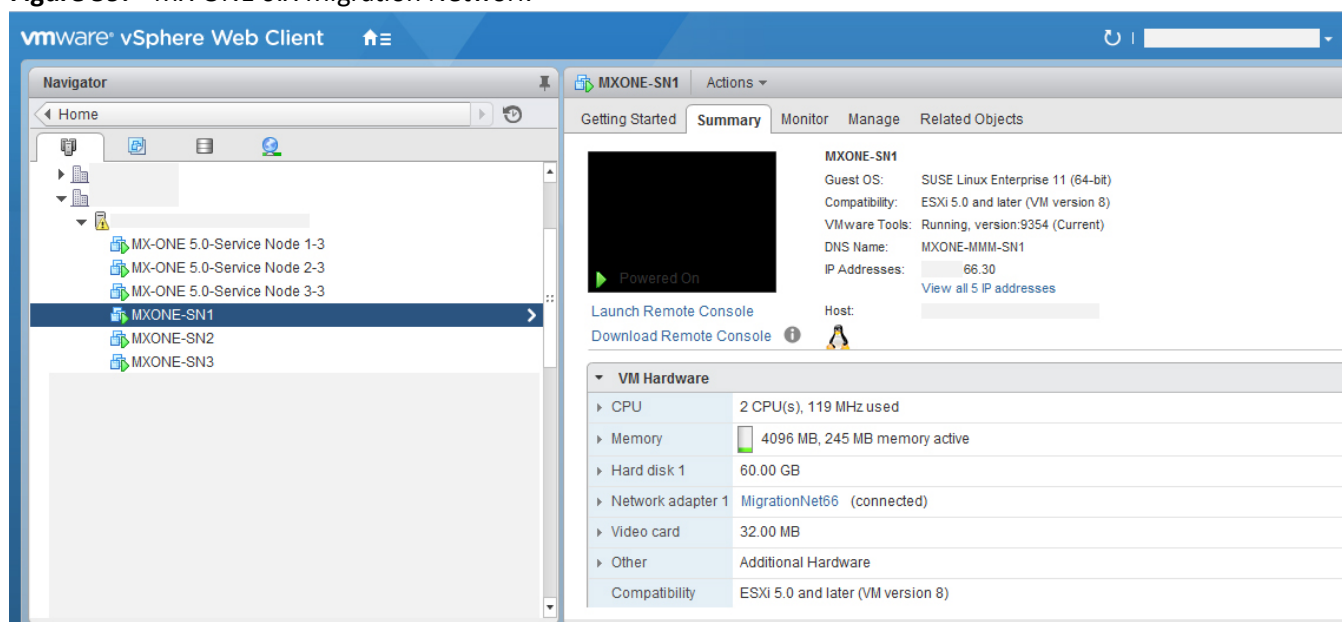 vmware® vSphere Web Client
Navigator
Home
MX-ONE 5.0-Service Node 1-3
MX-ONE 5.0-Service Node 2-3
MX-ONE 5.0-Service Node 3-3
MXONE-SN1
MXONE-SN2
MXONE-SN3
MXONE-SN1 Actions
Getting Started Summary Monitor Manage Related Objects
Powered On
Launch Remote Console
Download Remote Console
MXONE-SN1
Guest OS: SUSE Linux Enterprise 11 (64-bit)
Compatibility: ESXi 5.0 and later (VM version 8)
VMware Tools: Running, version:9354 (Current)
DNS Name: MXONE-MMM-SN1
IP Addresses: 66.30
View all 5 IP addresses
Host:
VM Hardware
CPU 2 CPU(s), 119 MHz used
Memory 4096 MB, 245 MB memory active
Hard disk 1 60.00 GB
Network adapter 1 MigrationNet66 (connected)
Video card 32.00 MB
Other Additional Hardware
Compatibility ESXi 5.0 and later (VM version 8)